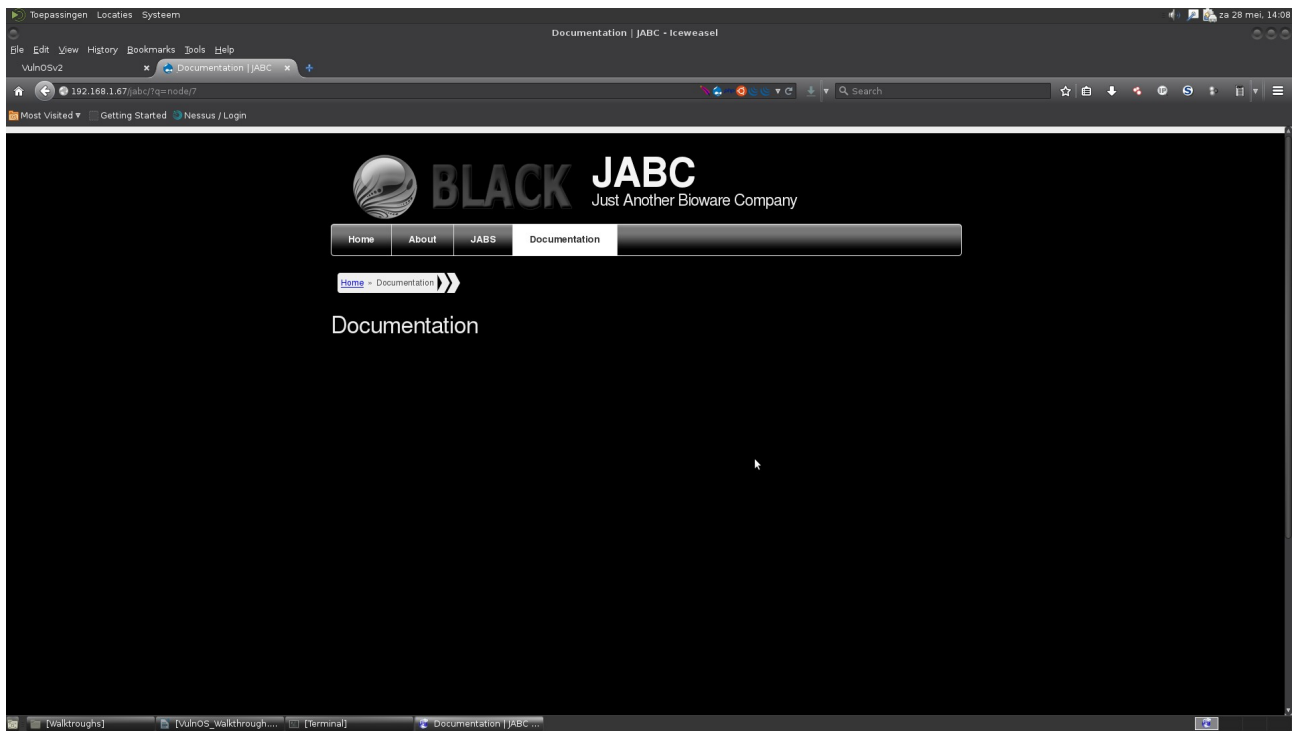 Toepassingen Locaties Systeem
za 28 mei, 14:08
Documentation | JABC - Iceweasel
File Edit View History Bookmarks Tools Help
VulnOSv2
Documentation | JABC
192.168.1.67/jabc/?q=node/7
Search
Most Visited
Getting Started
Nessus / Login
BLACK
JABC
Just Another Bioware Company
Home About JABS Documentation
Home » Documentation
Documentation
[Walktroughs]
[VulnOS_Walkthrough....
[Terminal]
Documentation | JABC ...